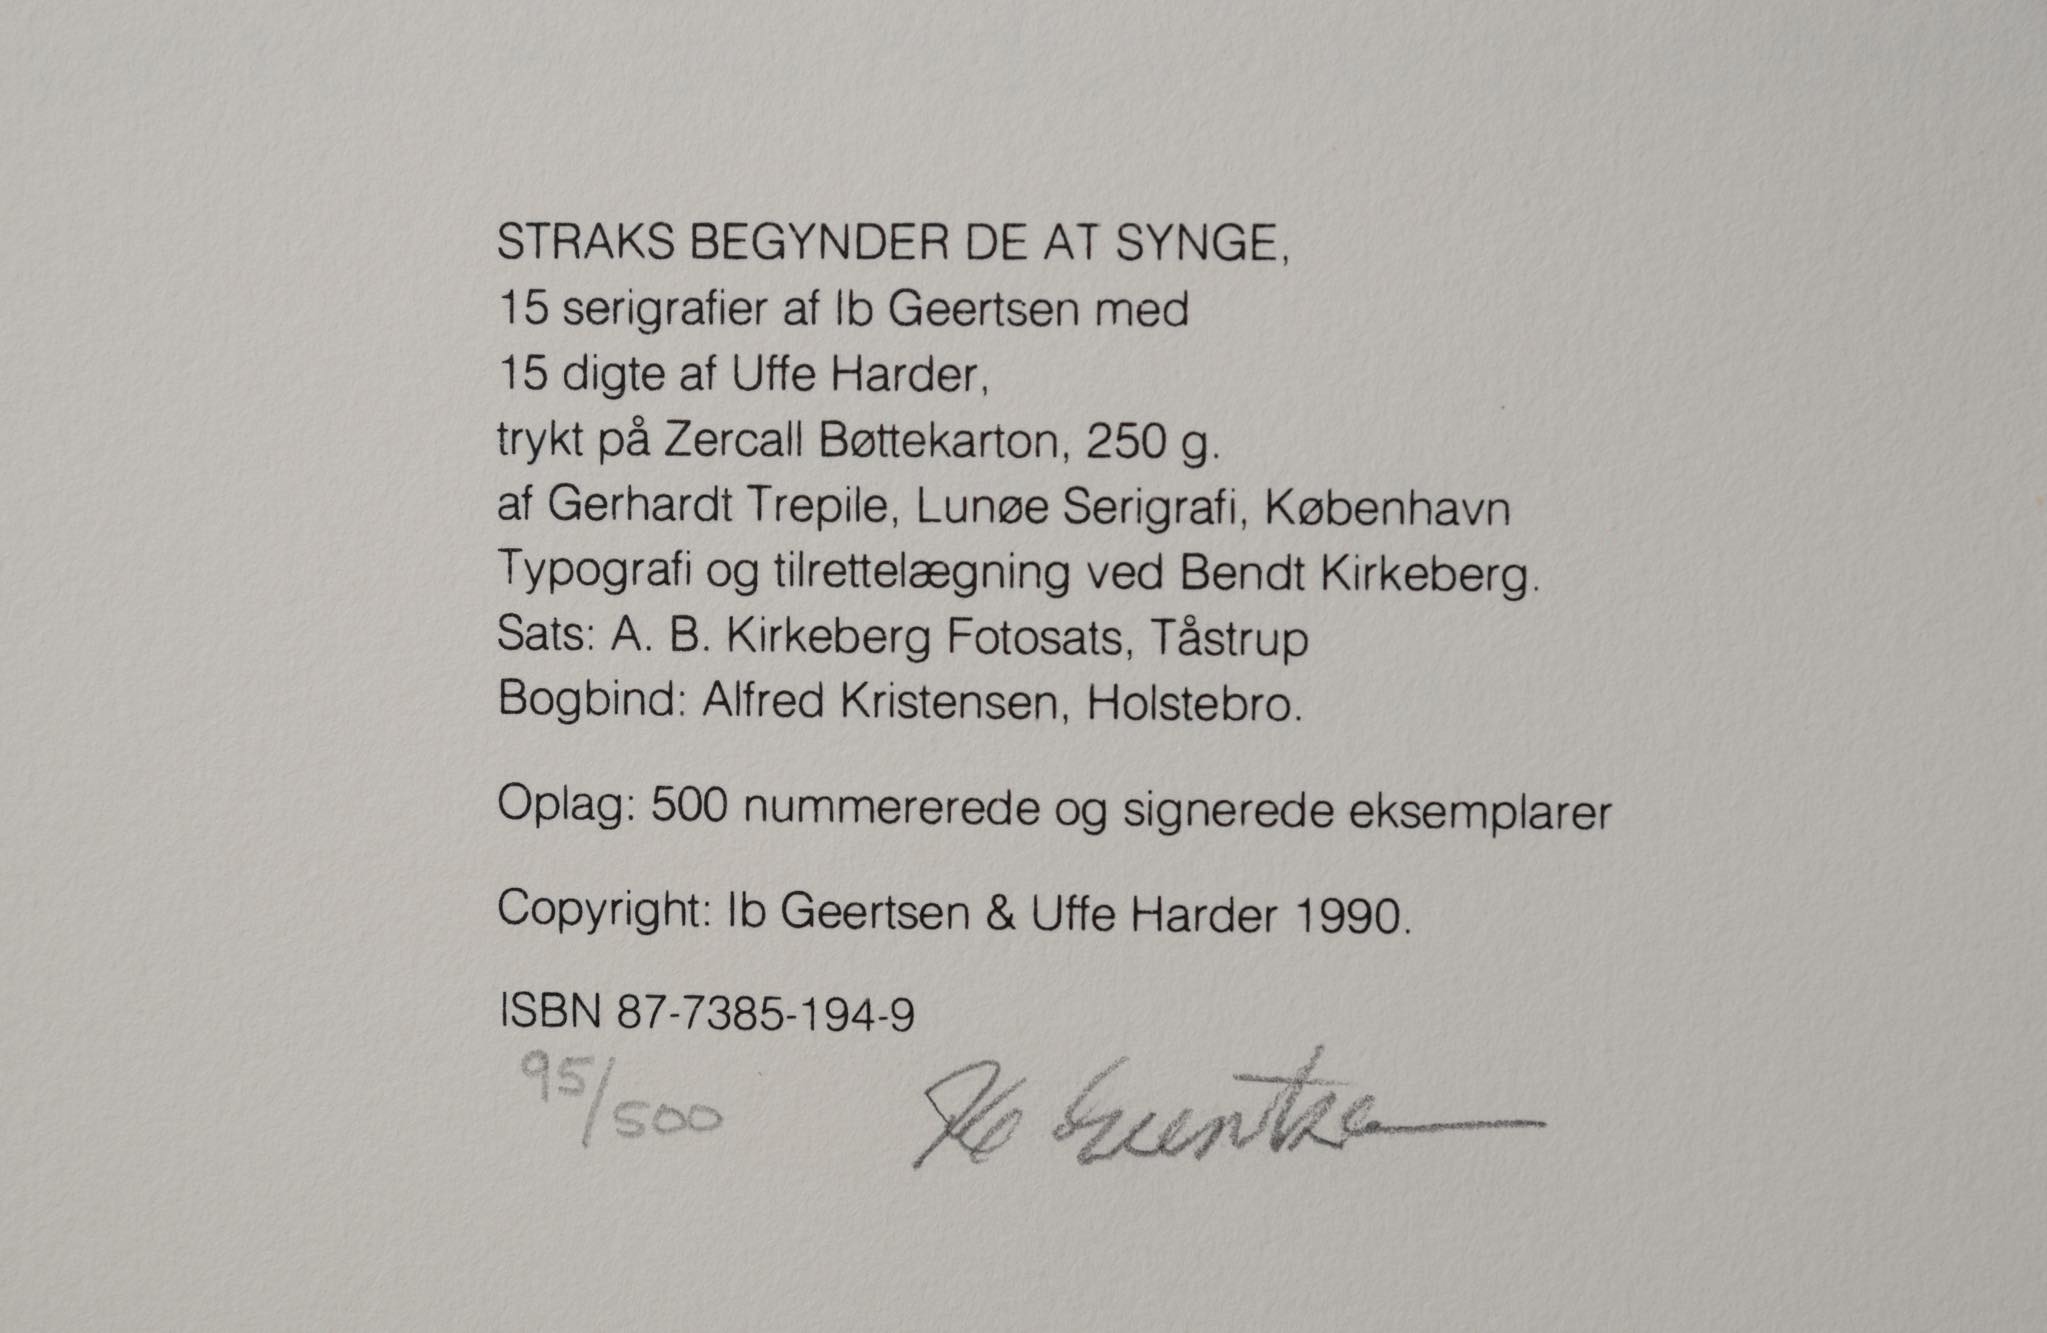 STRAKS BEGYNDER DE AT SYNGE,
15 serigrafier af Ib Geertsen med
15 digte af Uffe Harder,
trykt på Zercall Bøttekarton, 250 g.
af Gerhardt Trepile, Lunøe Serigrafi, København
Typografi og tilrettelægning ved Bendt Kirkeberg.
Sats: A. B. Kirkeberg Fotosats, Tåstrup
Bogbind: Alfred Kristensen, Holstebro.
Oplag: 500 nummererede og signerede eksemplarer
Copyright: Ib Geertsen & Uffe Harder 1990.
ISBN 87-7385-194-9
95/500 Ib Geertsen